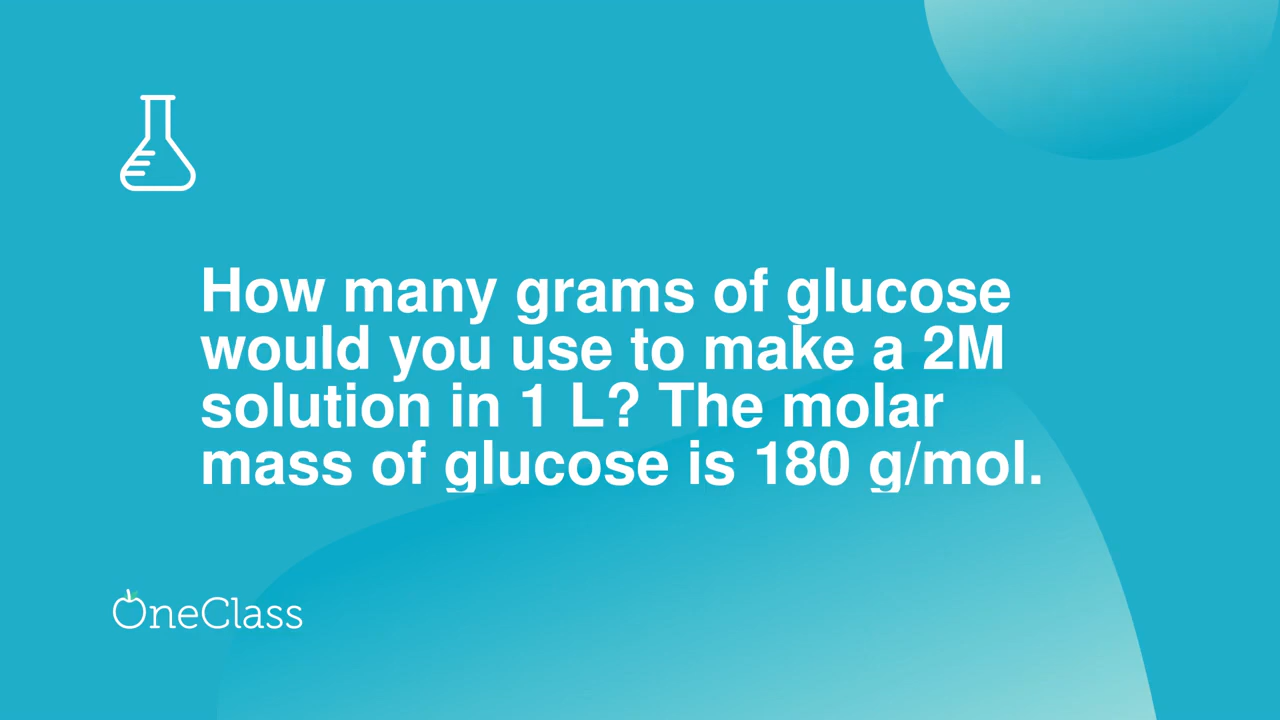 How many grams of glucose
would you use to make a 2M
solution in 1 L? The molar
mass of glucose is 180 g/mol.
OneClass